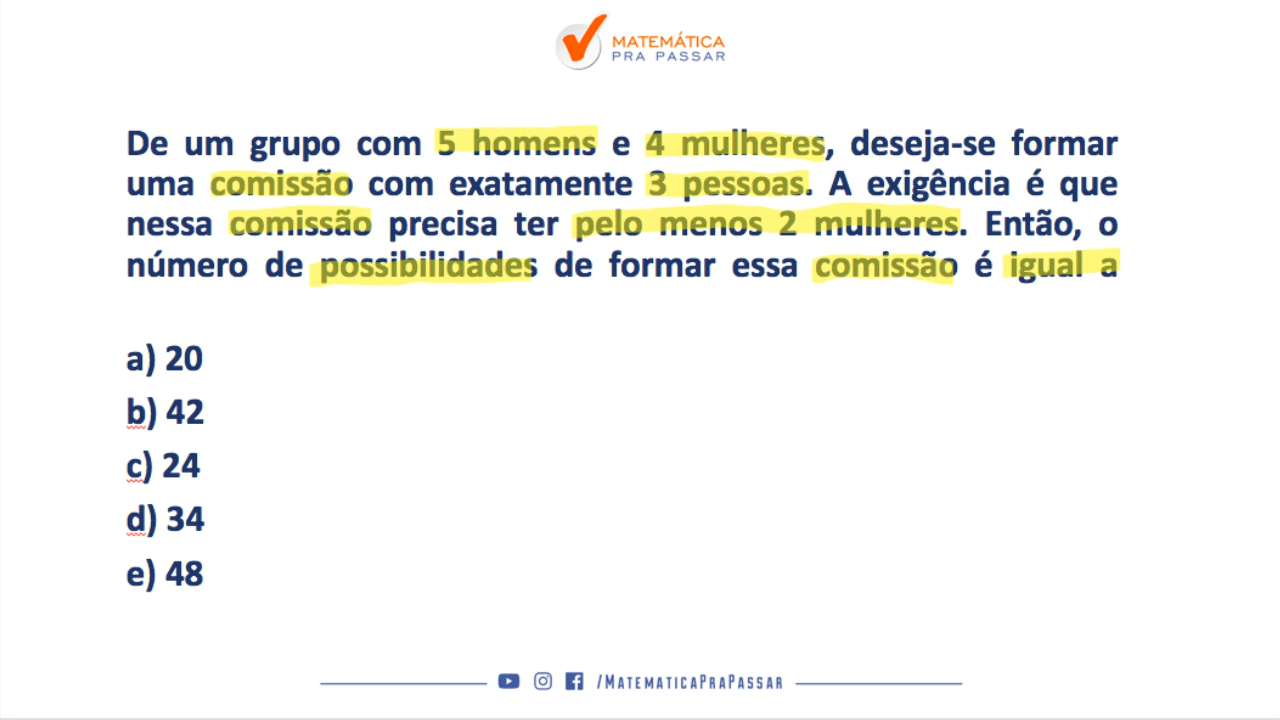 MATEMÁTICA
PRA PASSAR
De um grupo com 5 homens e 4 mulheres, deseja-se formar
uma comissão com exatamente 3 pessoas. A exigência é que
nessa comissão precisa ter pelo menos 2 mulheres. Então, o
número de possibilidades de formar essa comissão é igual a
a) 20
b) 42
c) 24
d) 34
e) 48
/MATEMATICAPRAPASSAR